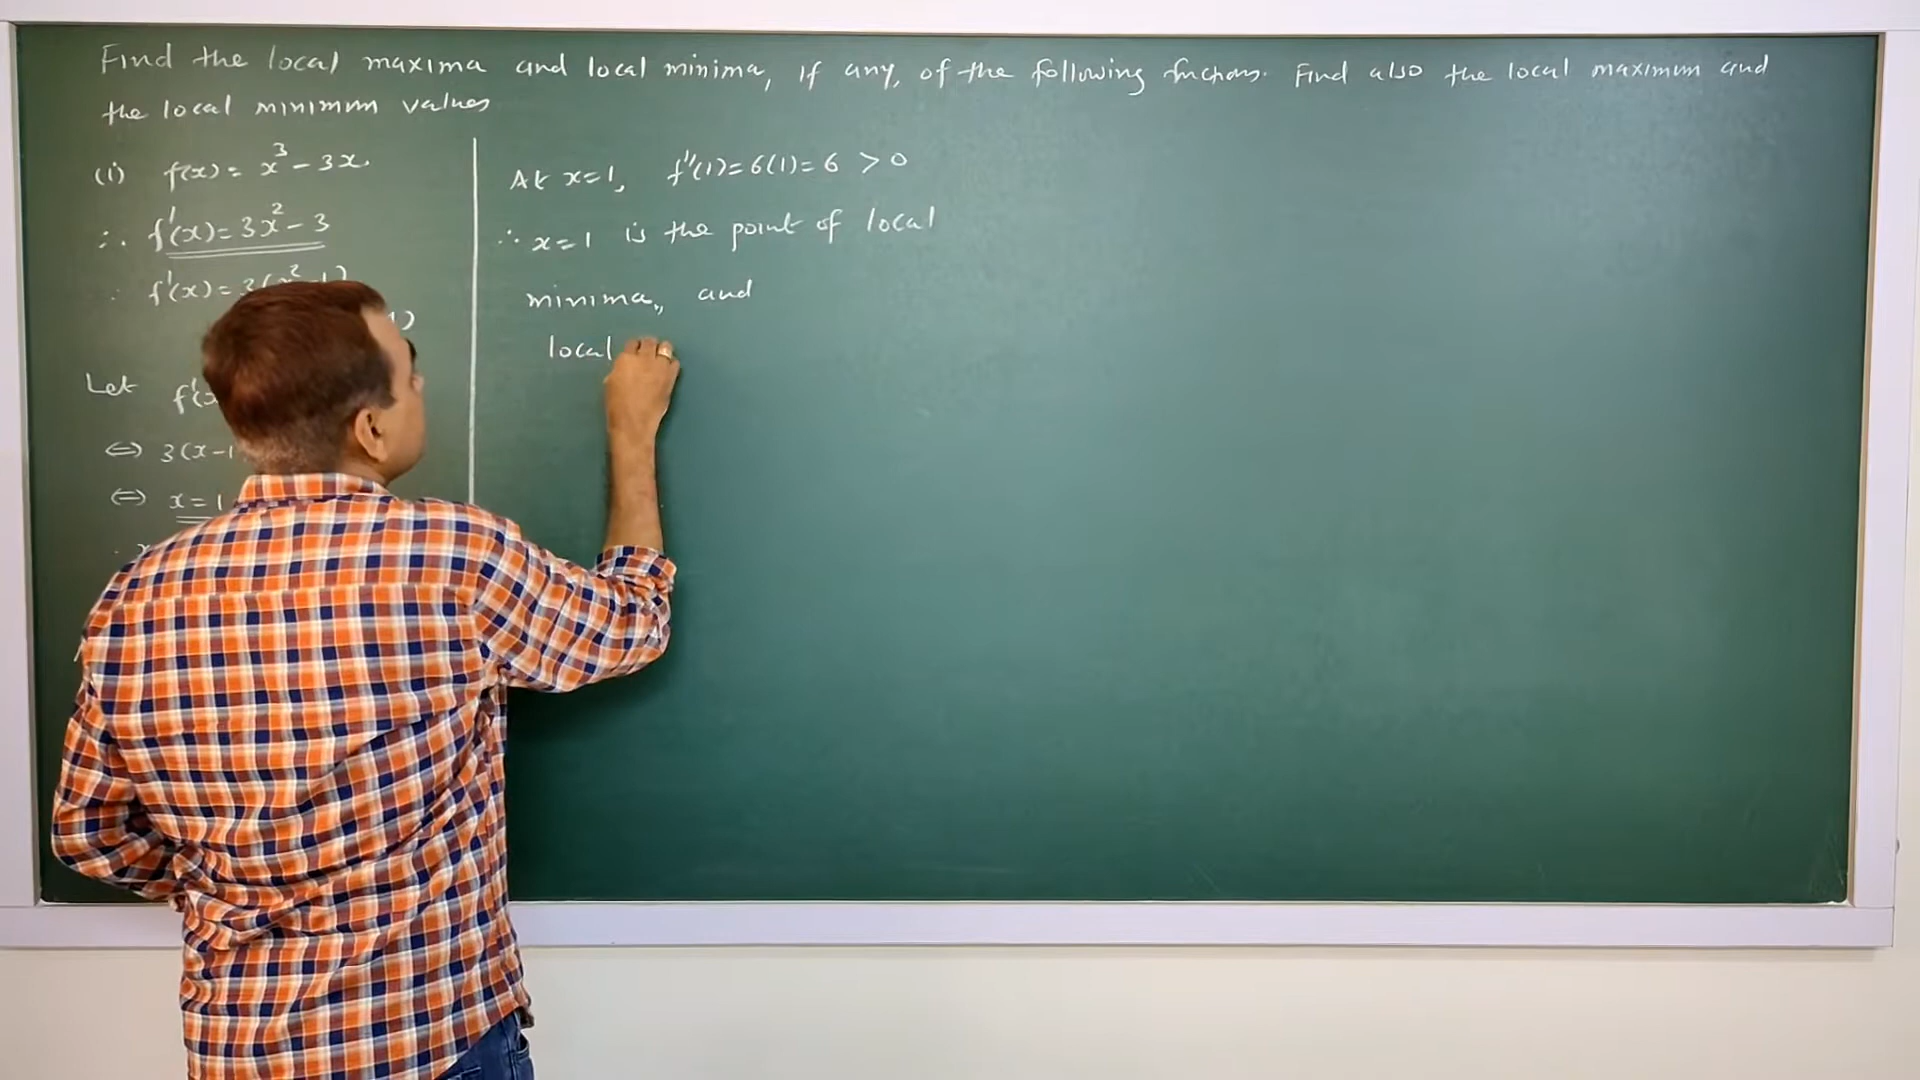 Find the local maxima and local minima, if any, of the following functions. Find also the local maximum and
the local minimum values
(i) f(x) = x³ - 3x.
∴ f'(x) = 3x² - 3
∴ f'(x) = 3(x² - 1)
1)
Let f'(x
⇔ 3(x-1
⇔ x = 1
At x=1, f''(1) = 6(1) = 6 > 0
∴ x = 1 is the point of local
minima, and
local